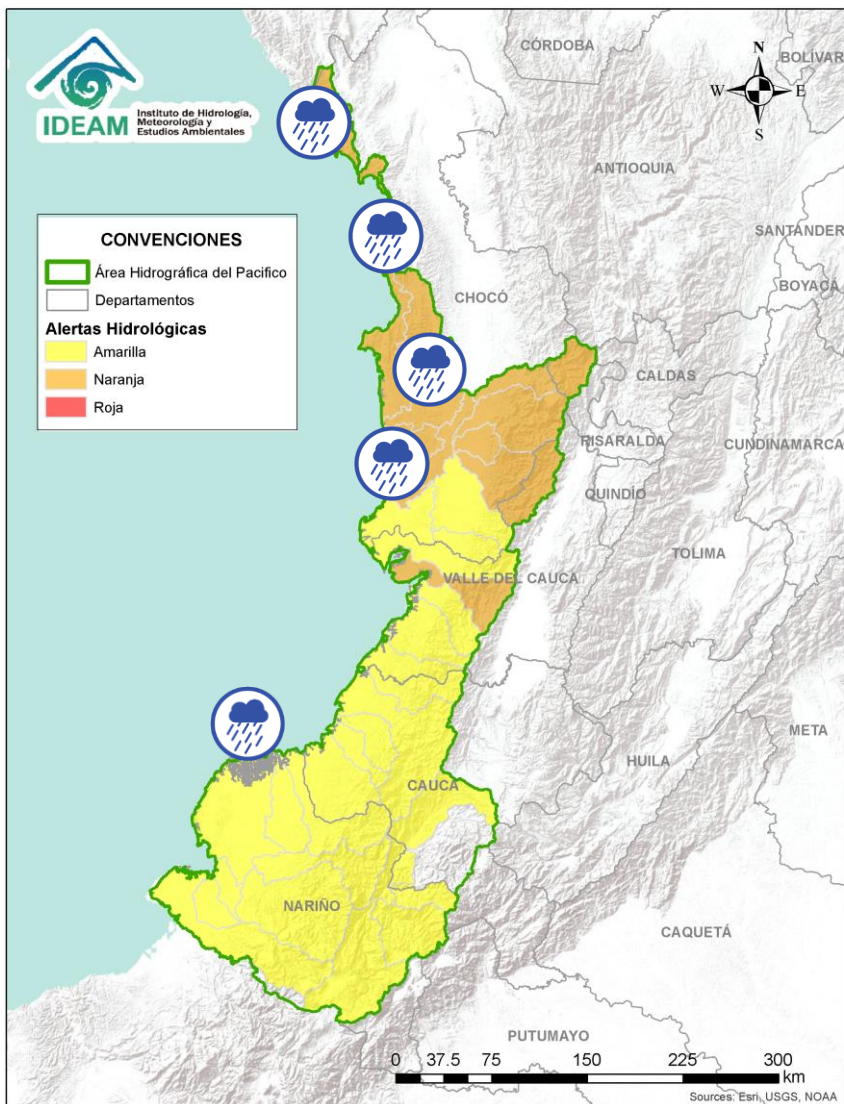 IDEAM
Instituto de Hidrología,
Meteorología y
Estudios Ambientales
N
W
E
S
CÓRDOBA
BOLÍVAR
ANTIOQUIA
SANTANDER
BOYACÁ
CHOCÓ
CALDAS
RISARALDA
CUNDINAMARCA
QUINDÍO
TOLIMA
VALLE DEL CAUCA
META
HUILA
CAUCA
NARIÑO
CAQUETÁ
PUTUMAYO
CONVENCIONES
Área Hidrográfica del Pacifico
Departamentos
Alertas Hidrológicas
Amarilla
Naranja
Roja
0 37.5 75 150 225 300
km
Sources: Esri, USGS, NOAA